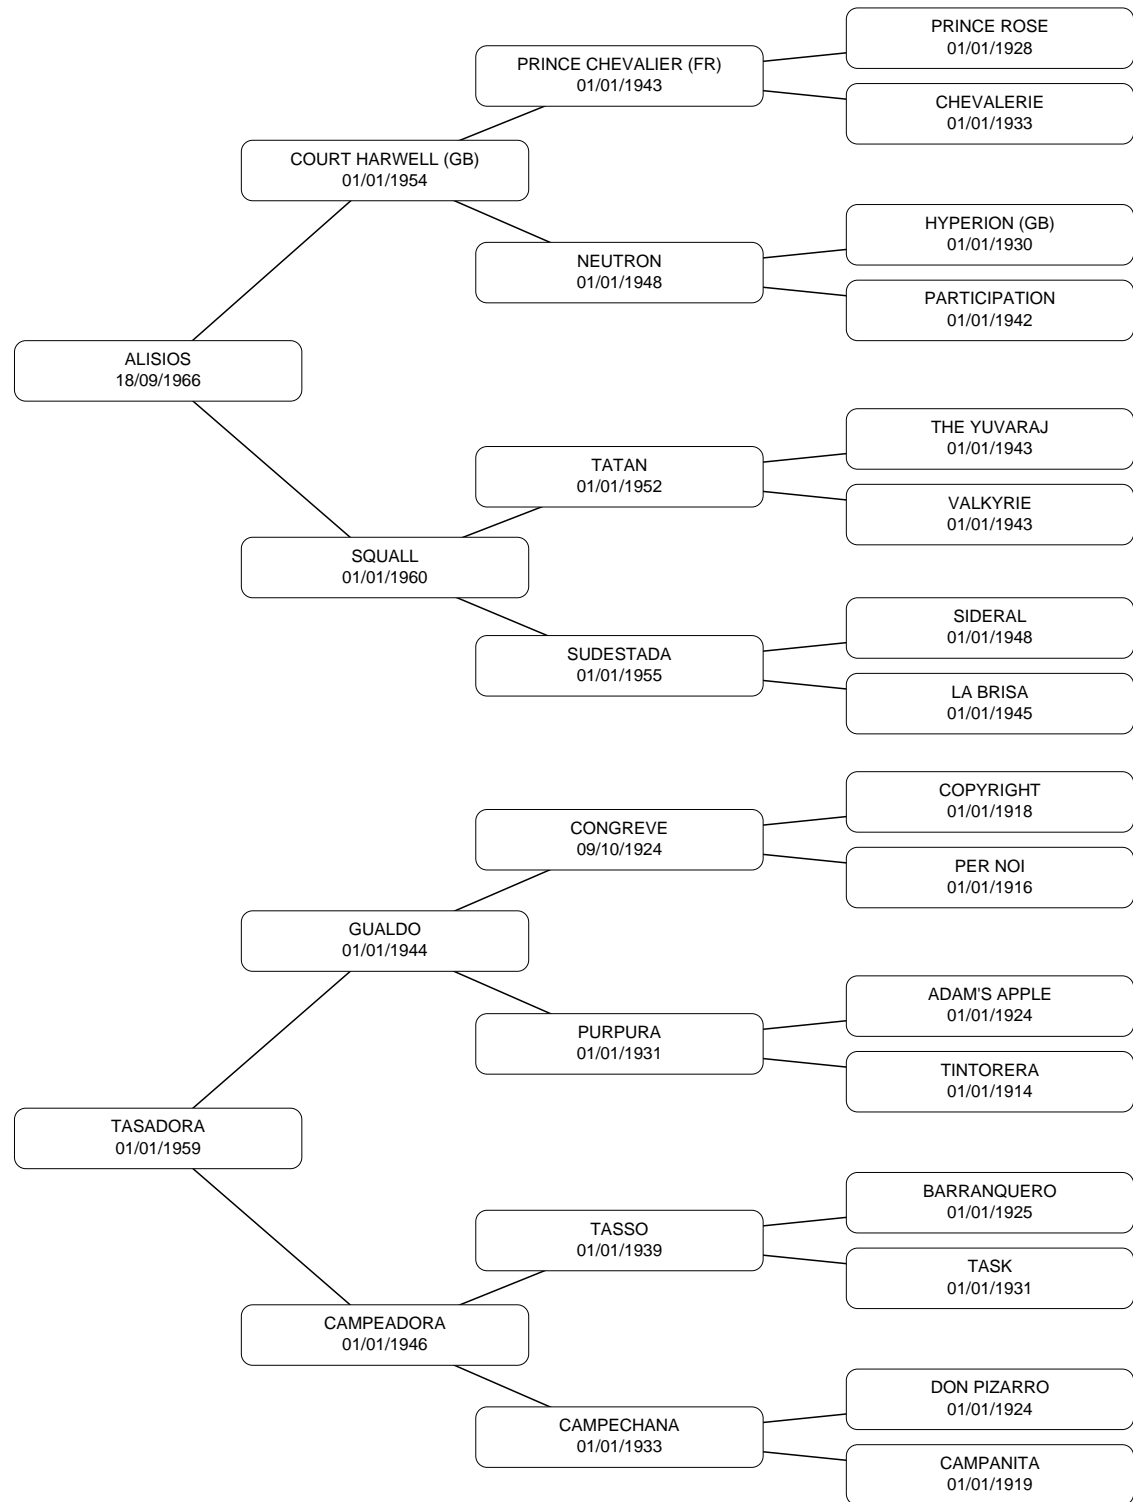 PRINCE ROSE
01/01/1928
PRINCE CHEVALIER (FR)
01/01/1943
CHEVALERIE
01/01/1933
COURT HARWELL (GB)
01/01/1954
HYPERION (GB)
01/01/1930
NEUTRON
01/01/1948
PARTICIPATION
01/01/1942
ALISIOS
18/09/1966
THE YUVARAJ
01/01/1943
TATAN
01/01/1952
VALKYRIE
01/01/1943
SQUALL
01/01/1960
SIDERAL
01/01/1948
SUDESTADA
01/01/1955
LA BRISA
01/01/1945
COPYRIGHT
01/01/1918
CONGREVE
09/10/1924
PER NOI
01/01/1916
GUALDO
01/01/1944
ADAM'S APPLE
01/01/1924
PURPURA
01/01/1931
TINTORERA
01/01/1914
TASADORA
01/01/1959
BARRANQUERO
01/01/1925
TASSO
01/01/1939
TASK
01/01/1931
CAMPEADORA
01/01/1946
DON PIZARRO
01/01/1924
CAMPECHANA
01/01/1933
CAMPANITA
01/01/1919